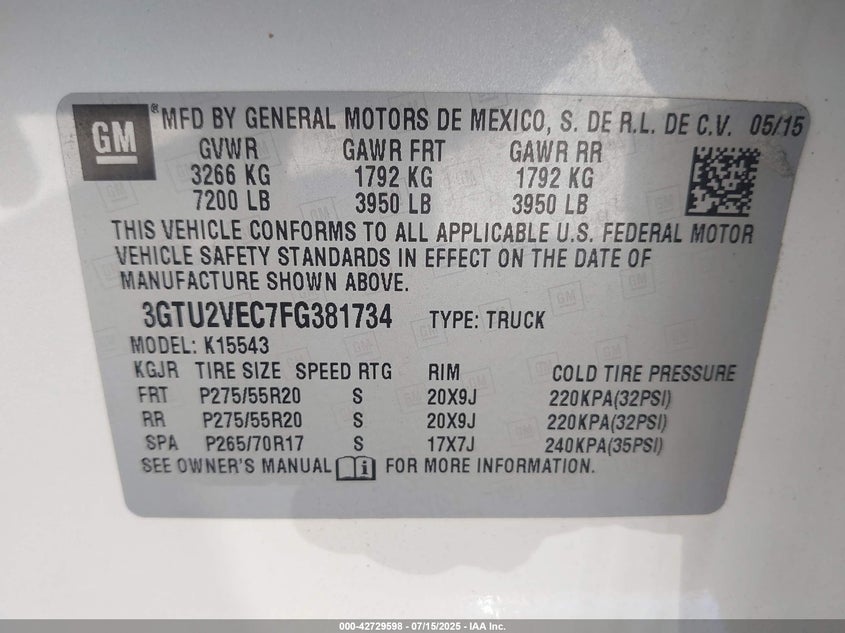 GM ® MFD BY GENERAL MOTORS DE MEXICO, S. DE R.L. DE C.V. 05/15
GVWR GAWR FRT GAWR RR
3266 KG 1792 KG 1792 KG
7200 LB 3950 LB 3950 LB
THIS VEHICLE CONFORMS TO ALL APPLICABLE U.S. FEDERAL MOTOR
VEHICLE SAFETY STANDARDS IN EFFECT ON THE DATE OF
MANUFACTURE SHOWN ABOVE.
3GTU2VEC7FG381734 TYPE: TRUCK
MODEL: K15543
KGJR TIRE SIZE SPEED RTG RIM COLD TIRE PRESSURE
FRT P275/55R20 S 20X9J 220KPA(32PSI)
RR P275/55R20 S 20X9J 220KPA(32PSI)
SPA P265/70R17 S 17X7J 240KPA(35PSI)
SEE OWNER'S MANUAL FOR MORE INFORMATION.
000-42729598 - 07/15/2025 - IAA Inc.